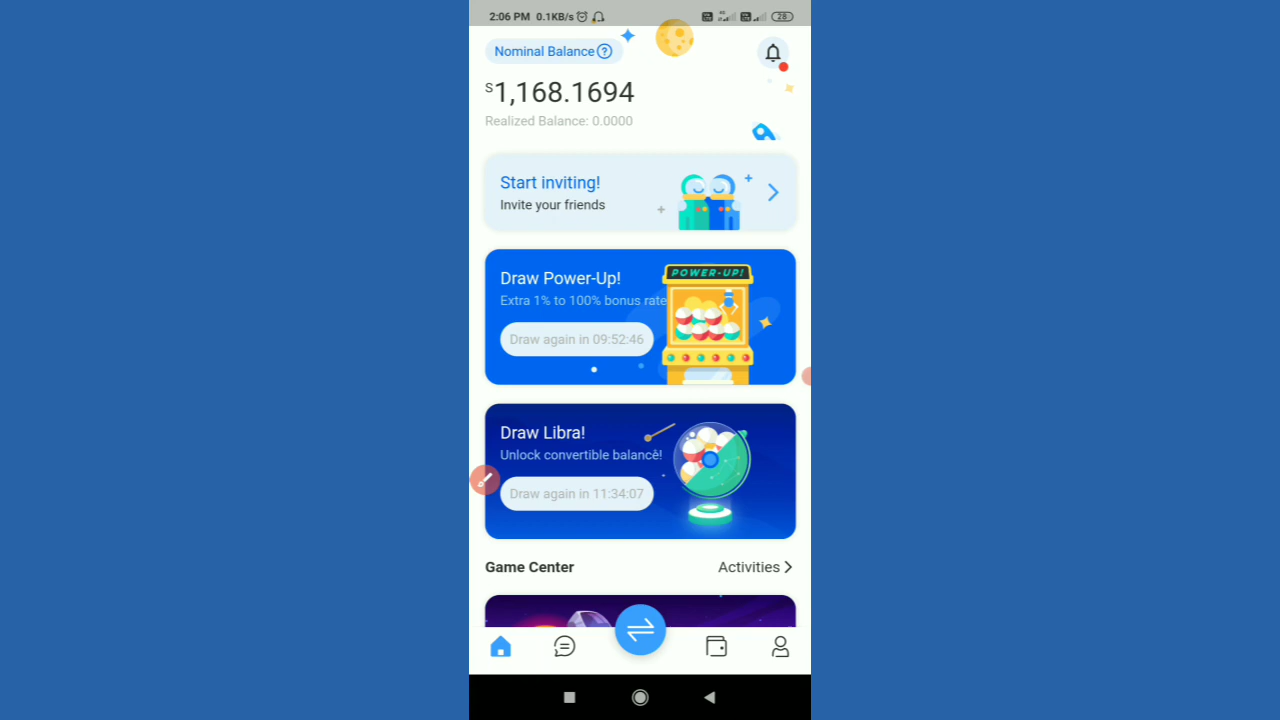 2:06 PM 0.1KB/s 28
Nominal Balance ?
S1,168.1694
Realized Balance: 0.0000
Start inviting!
Invite your friends
Draw Power-Up!
Extra 1% to 100% bonus rate
Draw again in 09:52:46
POWER-UP!
Draw Libra!
Unlock convertible balance!
Draw again in 11:34:07
Game Center
Activities